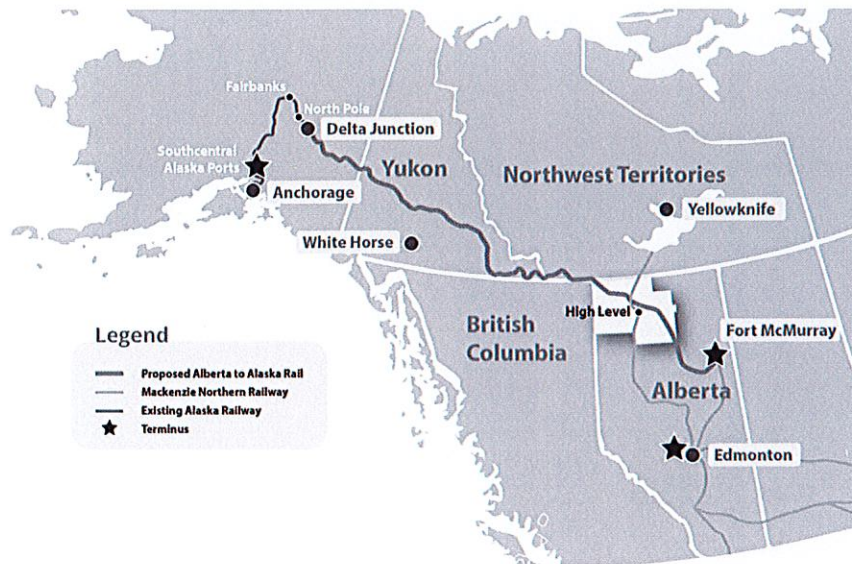 Fairbanks
North Pole
Delta Junction
Southcentral
Alaska Ports
Yukon
Northwest Territories
Anchorage
Yellowknife
White Horse
High Level
British
Columbia
Fort McMurray
Alberta
Edmonton
Legend
Proposed Alberta to Alaska Rail
Mackenzie Northern Railway
Existing Alaska Railway
Terminus